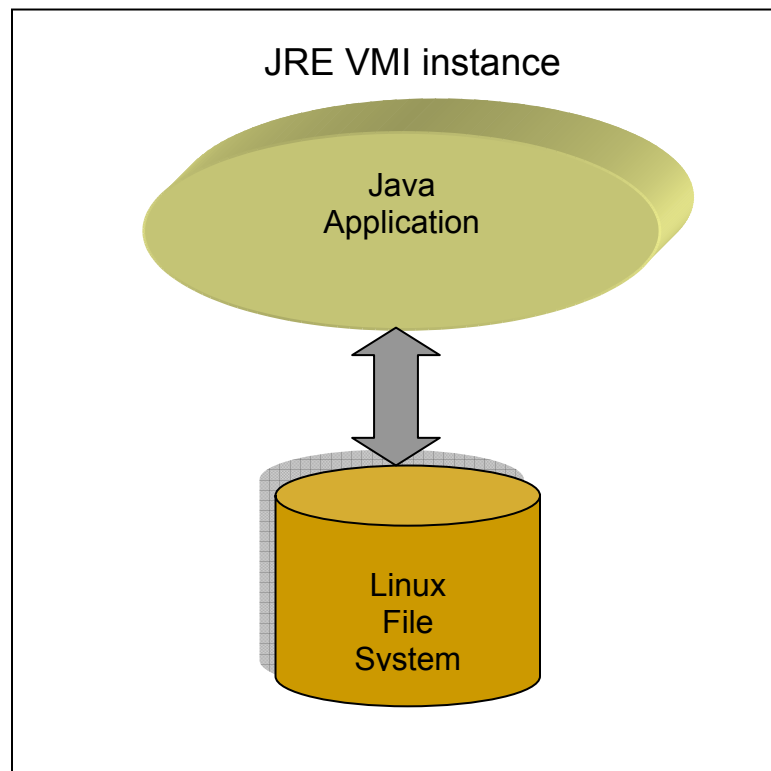 JRE VMI instance
Java
Application
Linux
File
System